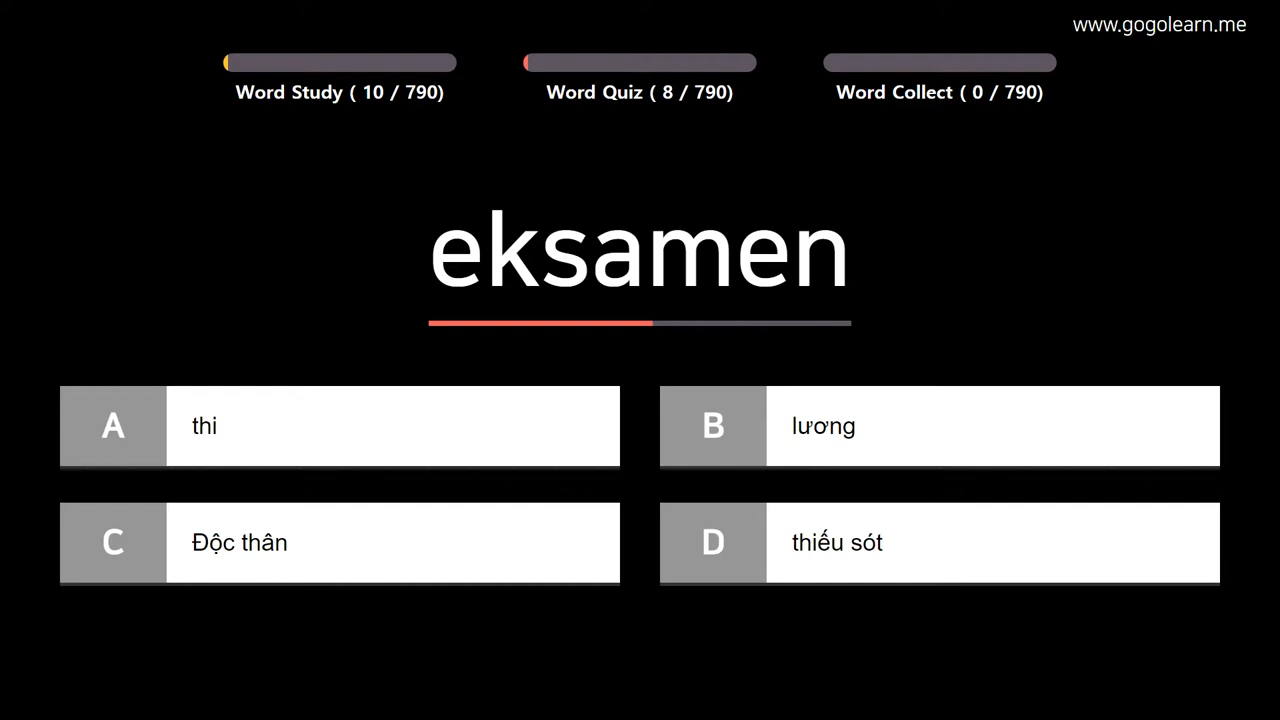 www.gogolearn.me
Word Study ( 10 / 790)
Word Quiz ( 8 / 790)
Word Collect ( 0 / 790)
eksamen
A thi
B lương
C Độc thân
D thiếu sót